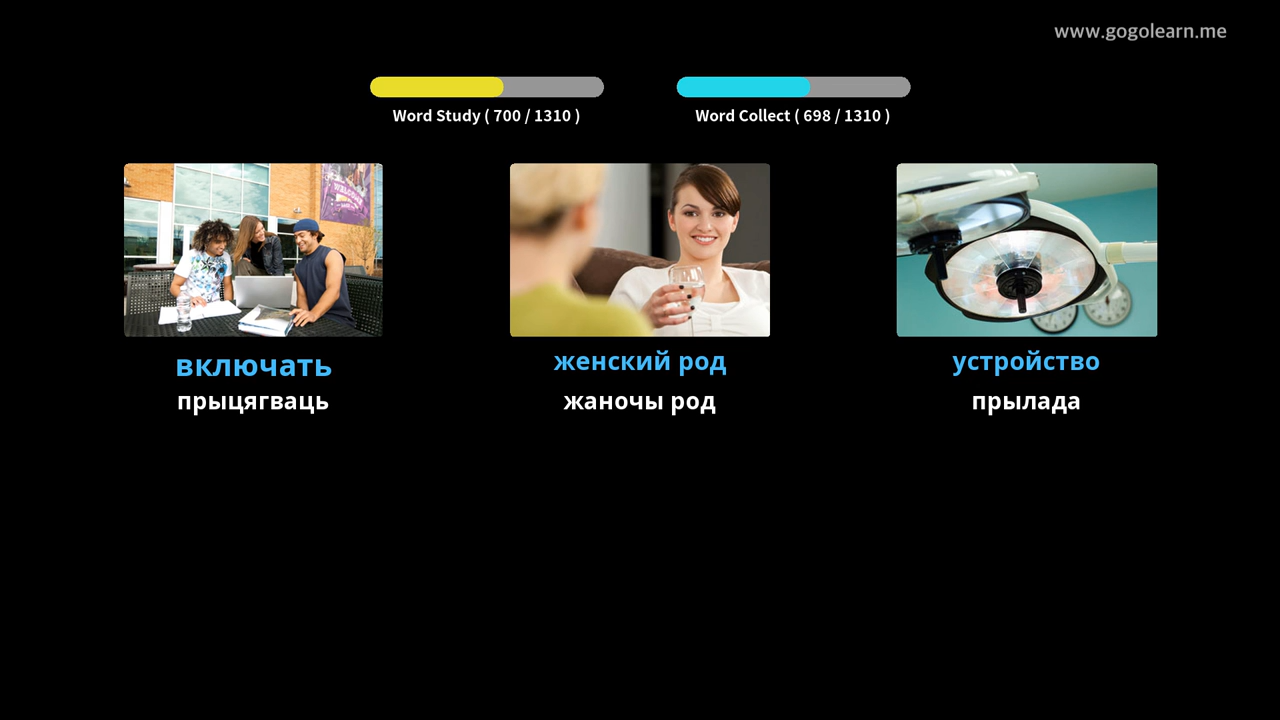 www.gogolearn.me
Word Study ( 700 / 1310 )
Word Collect ( 698 / 1310 )
WELCOME
включать
прыцягваць
женский род
жаночы род
устройство
прылада